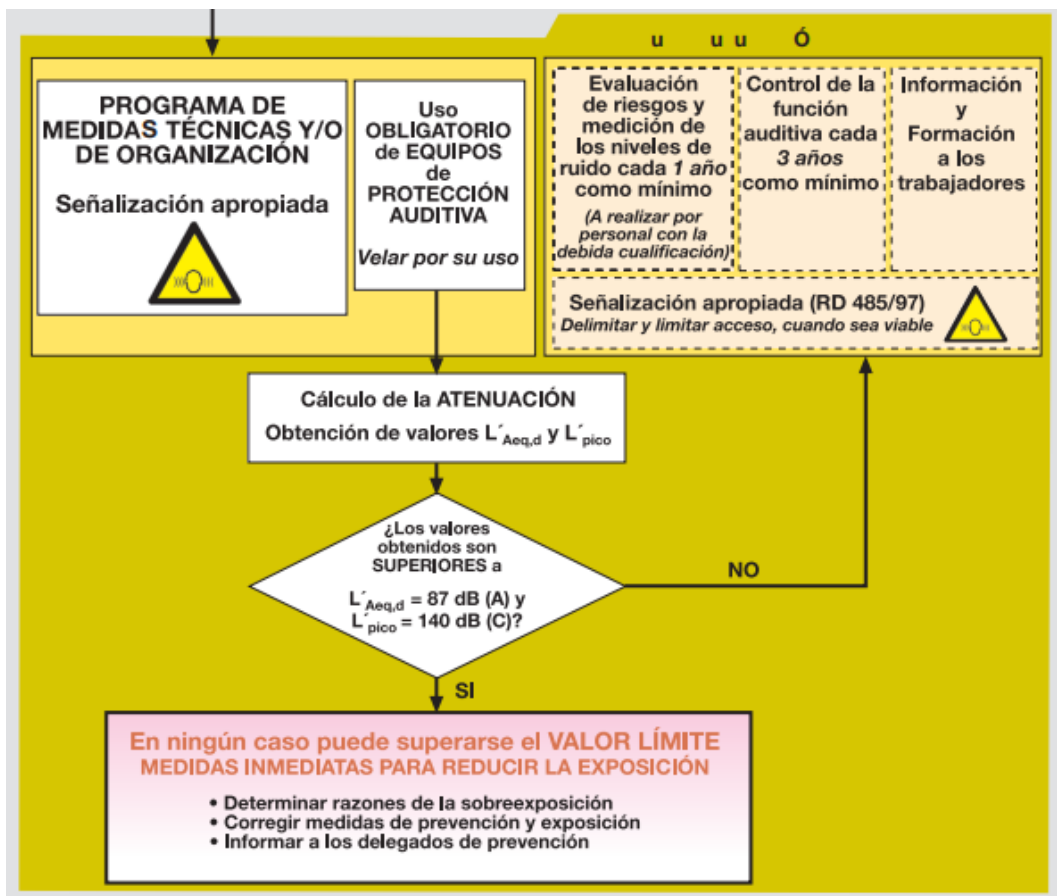 PROGRAMA DE
MEDIDAS TÉCNICAS Y/O
DE ORGANIZACIÓN
Señalización apropiada
Uso
OBLIGATORIO
de EQUIPOS
de
PROTECCIÓN
AUDITIVA
Velar por su uso
u u u Ó
Evaluación
de riesgos y
medición de
los niveles de
ruido cada 1 año
como mínimo
(A realizar por
personal con la
debida cualificación)
Control de la
función
auditiva cada
3 años
como mínimo
Información
y
Formación
a los
trabajadores
Señalización apropiada (RD 485/97)
Delimitar y limitar acceso, cuando sea viable
Cálculo de la ATENUACIÓN
Obtención de valores L´Aeq,d y L´pico
¿Los valores
obtenidos son
SUPERIORES a
L´Aeq,d = 87 dB (A) y
L´pico = 140 dB (C)?
NO
SI
En ningún caso puede superarse el VALOR LÍMITE
MEDIDAS INMEDIATAS PARA REDUCIR LA EXPOSICIÓN
• Determinar razones de la sobreexposición
• Corregir medidas de prevención y exposición
• Informar a los delegados de prevención